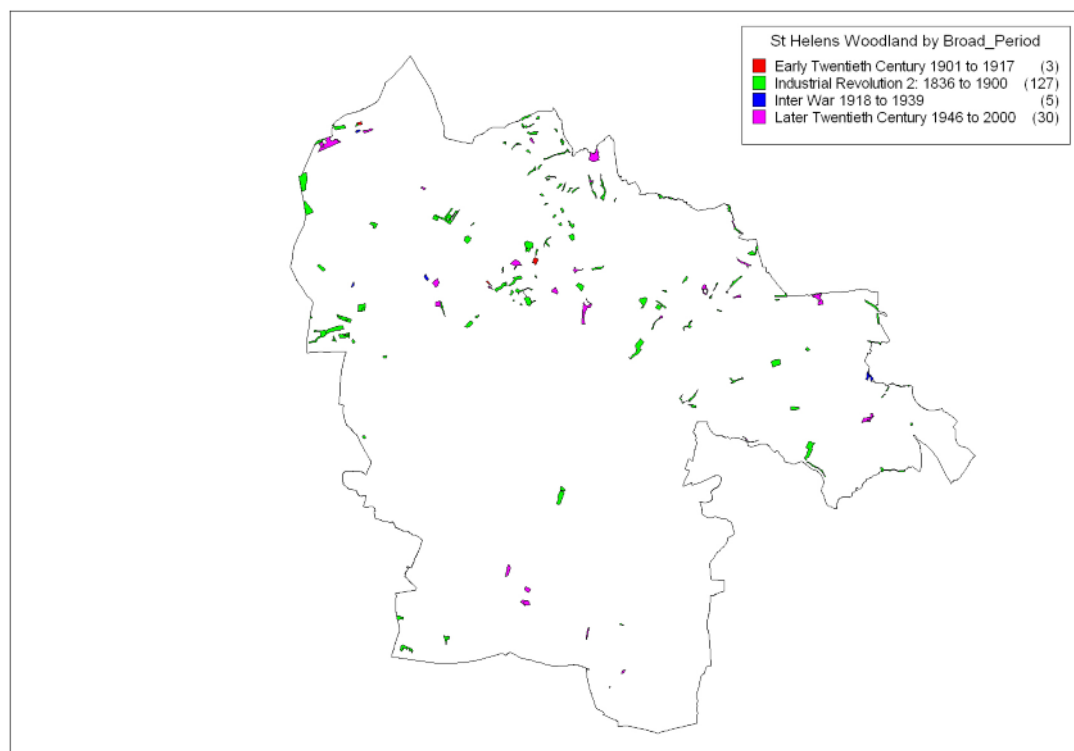 St Helens Woodland by Broad_Period
Early Twentieth Century 1901 to 1917 (3)
Industrial Revolution 2: 1836 to 1900 (127)
Inter War 1918 to 1939 (5)
Later Twentieth Century 1946 to 2000 (30)